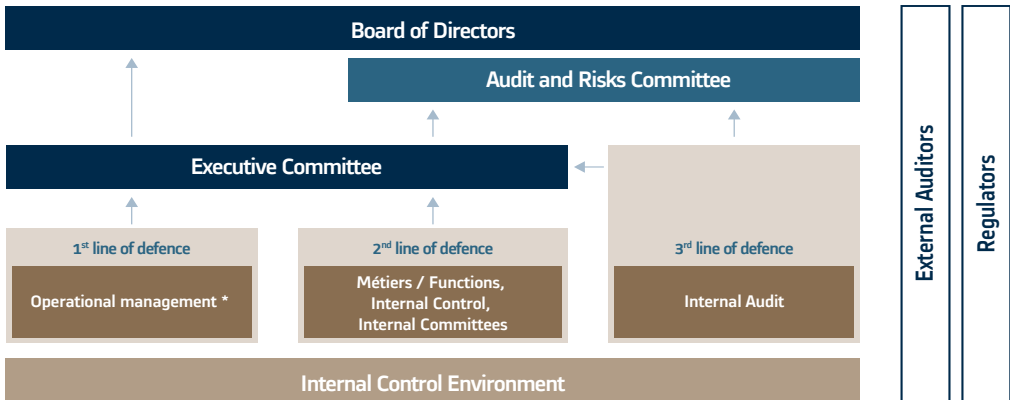 Board of Directors
Audit and Risks Committee
Executive Committee
1st line of defence
Operational management *
2nd line of defence
Métiers / Functions,
Internal Control,
Internal Committees
3rd line of defence
Internal Audit
Internal Control Environment
External Auditors
Regulators